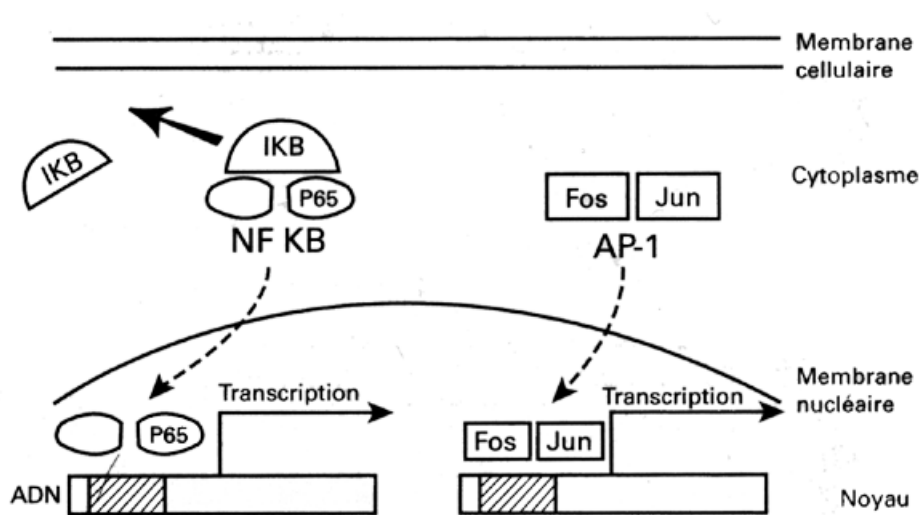 Membrane
cellulaire
IKB
IKB
P65
NF KB
Fos
Jun
AP-1
Cytoplasme
Transcription
Transcription
Membrane
nucléaire
P65
Fos
Jun
ADN
Noyau